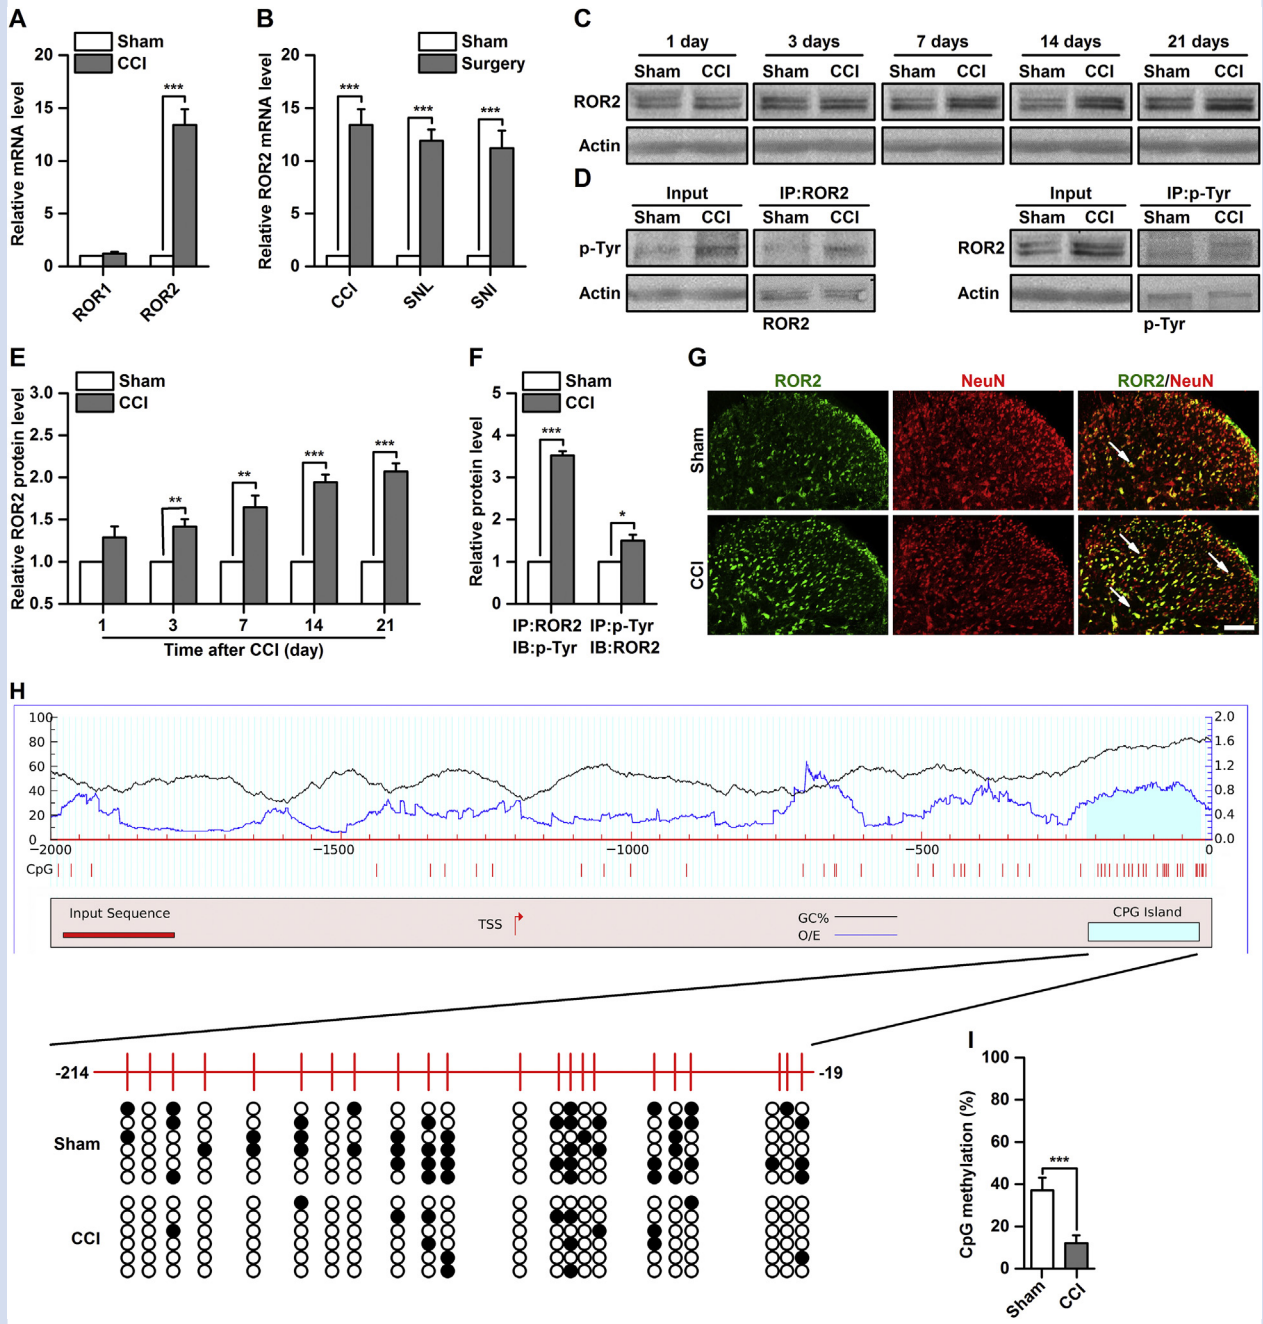 A
Sham
CCI
Relative mRNA level
20
15
10
5
0
***
ROR1
ROR2
B
Sham
Surgery
Relative ROR2 mRNA level
20
15
10
5
0
***
***
***
CCI
SNL
SNI
C
1 day
3 days
7 days
14 days
21 days
Sham CCI
Sham CCI
Sham CCI
Sham CCI
Sham CCI
ROR2
Actin
D
Input
IP:ROR2
Sham CCI
Sham CCI
p-Tyr
Actin
ROR2
Input
IP:p-Tyr
Sham CCI
Sham CCI
ROR2
Actin
p-Tyr
E
Sham
CCI
Relative ROR2 protein level
3.0
2.5
2.0
1.5
1.0
0.5
**
**
***
***
1
3
7
14
21
Time after CCI (day)
F
Sham
CCI
Relative protein level
5
4
3
2
1
0
***
*
IP:ROR2 IP:p-Tyr
IB:p-Tyr IB:ROR2
G
ROR2
NeuN
ROR2/NeuN
Sham
CCI
H
100
80
60
40
20
0
2.0
1.6
1.2
0.8
0.4
0.0
−2000
−1500
−1000
−500
0
CpG
Input Sequence
TSS
GC%
O/E
CPG Island
-214
-19
Sham
CCI
I
CpG methylation (%)
100
80
60
40
20
0
***
Sham
CCI